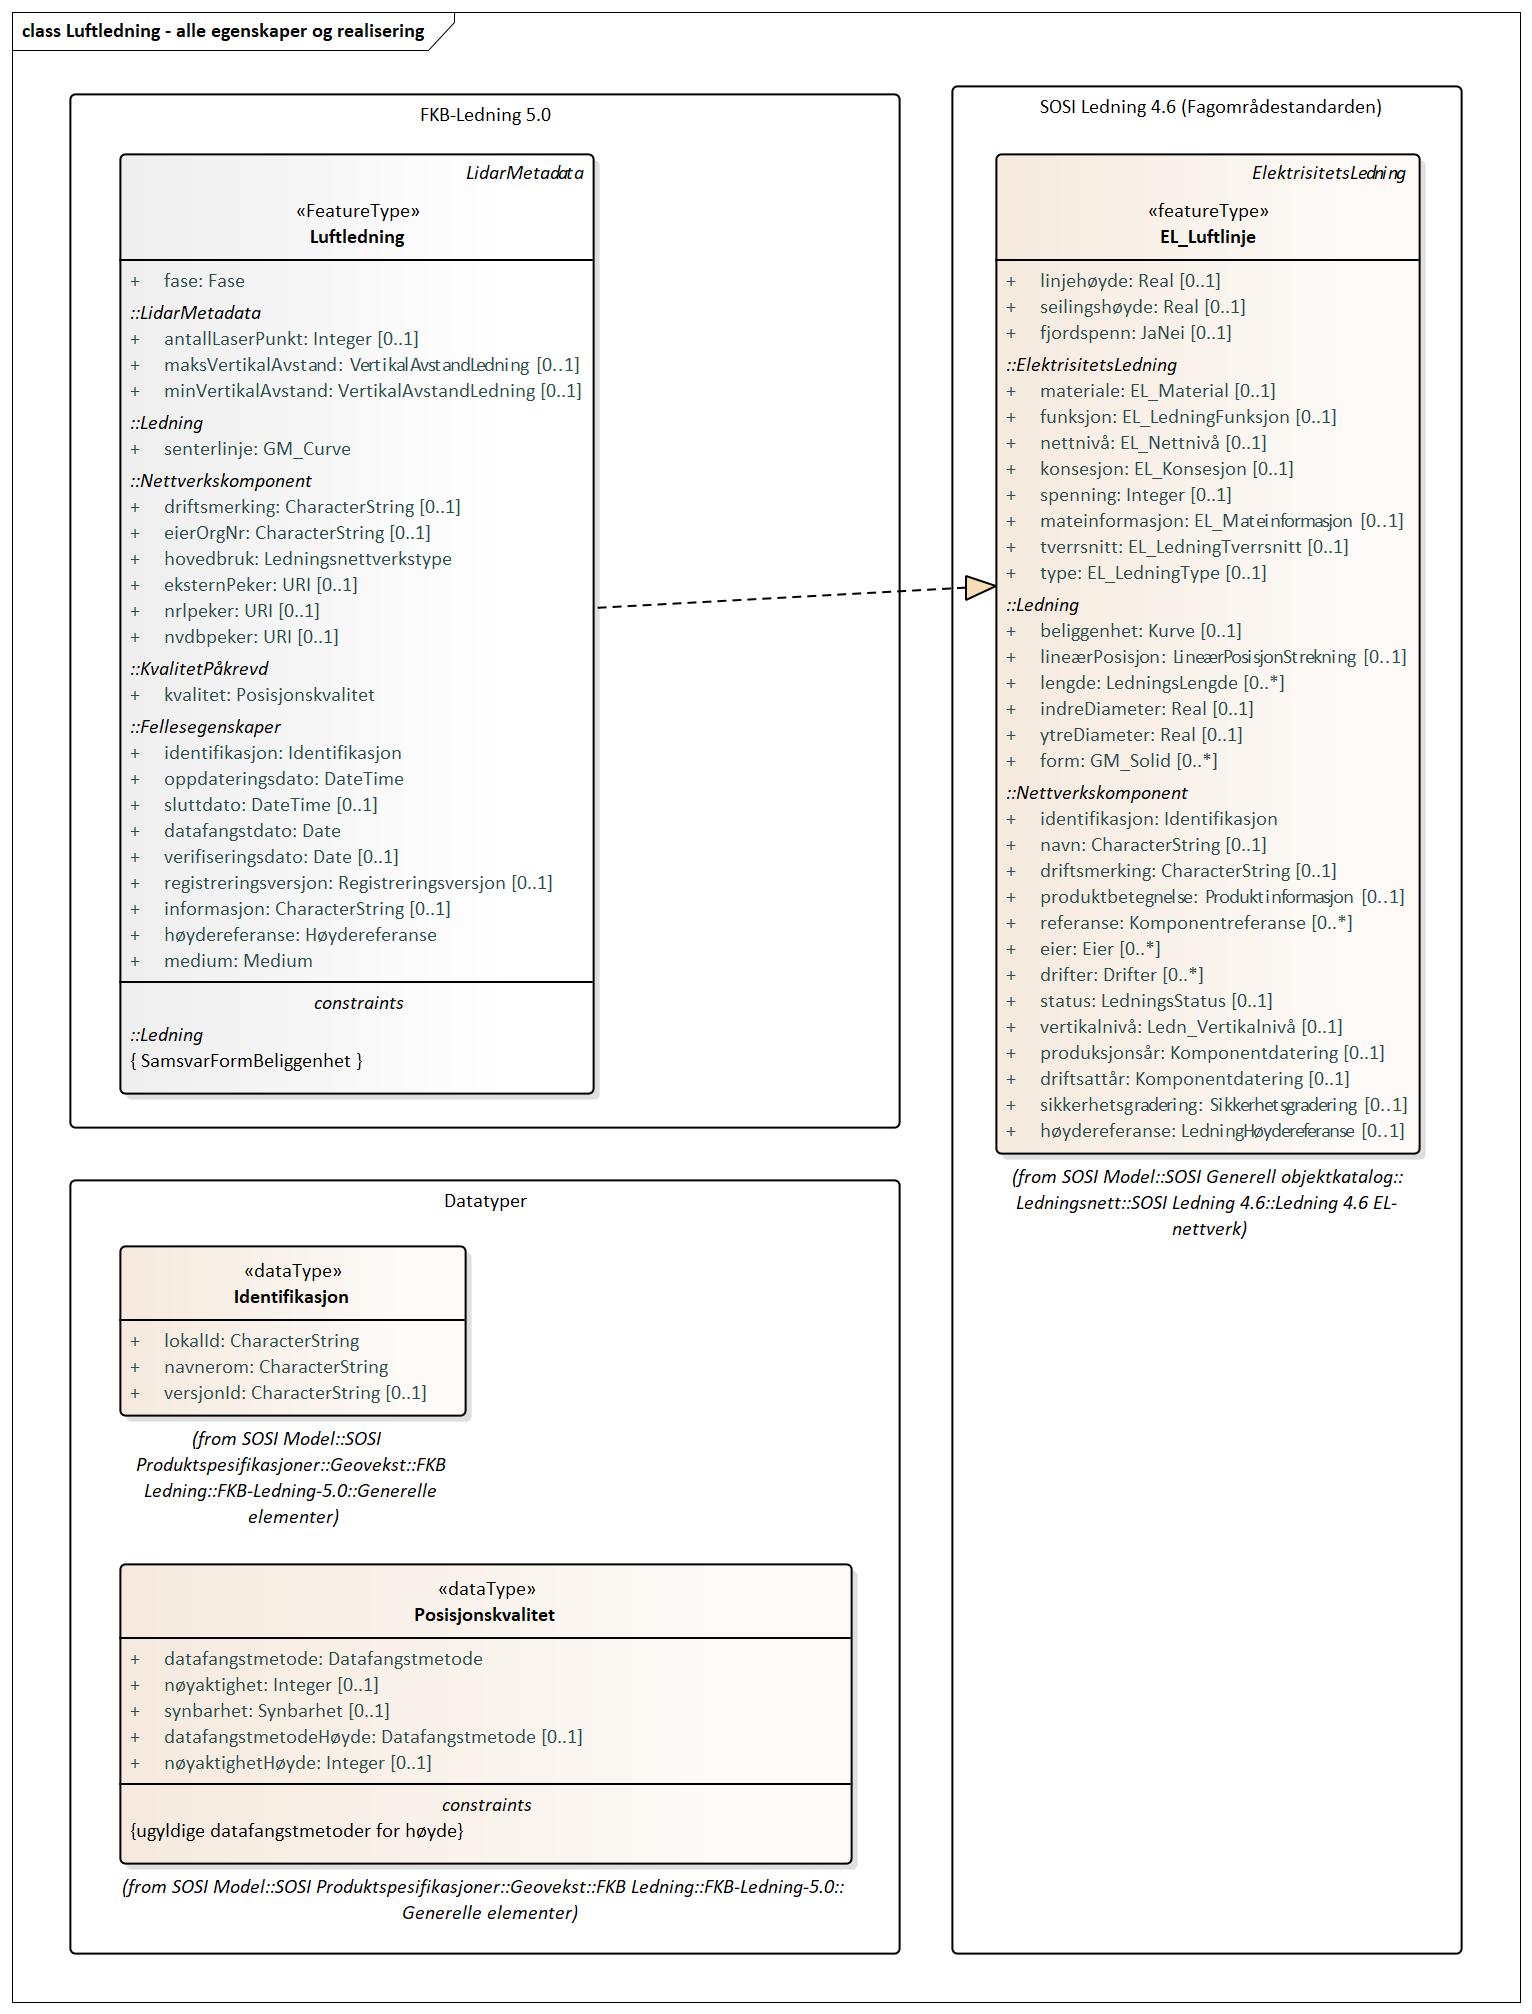 class Luftledning - alle egenskaper og realisering
FKB-Ledning 5.0
LidarMetadata
«FeatureType»
Luftledning
+ fase: Fase
::LidarMetadata
+ antallLaserPunkt: Integer [0..1]
+ maksVertikalAvstand: VertikalAvstandLedning [0..1]
+ minVertikalAvstand: VertikalAvstandLedning [0..1]
::Ledning
+ senterlinje: GM_Curve
::Nettverkskomponent
+ driftsmerking: CharacterString [0..1]
+ eierOrgNr: CharacterString [0..1]
+ hovedbruk: Ledningsnettverkstype
+ eksternPeker: URI [0..1]
+ nrlpeker: URI [0..1]
+ nvdbpeker: URI [0..1]
::KvalitetPåkrevd
+ kvalitet: Posisjonskvalitet
::Fellesegenskaper
+ identifikasjon: Identifikasjon
+ oppdateringsdato: DateTime
+ sluttdato: DateTime [0..1]
+ datafangstdato: Date
+ verifiseringsdato: Date [0..1]
+ registreringsversjon: Registreringsversjon [0..1]
+ informasjon: CharacterString [0..1]
+ høydereferanse: Høydereferanse
+ medium: Medium
constraints
::Ledning
{ SamsvarFormBeliggenhet }
SOSI Ledning 4.6 (Fagområdestandarden)
ElektrisitetsLedning
«featureType»
EL_Luftlinje
+ linjehøyde: Real [0..1]
+ seilingshøyde: Real [0..1]
+ fjordspenn: JaNei [0..1]
::ElektrisitetsLedning
+ materiale: EL_Material [0..1]
+ funksjon: EL_LedningFunksjon [0..1]
+ nettnivå: EL_Nettnivå [0..1]
+ konsesjon: EL_Konsesjon [0..1]
+ spenning: Integer [0..1]
+ mateinformasjon: EL_Mateinformasjon [0..1]
+ tverrsnitt: EL_LedningTverrsnitt [0..1]
+ type: EL_LedningType [0..1]
::Ledning
+ beliggenhet: Kurve [0..1]
+ lineærPosisjon: LineærPosisjonStrekning [0..1]
+ lengde: LedningsLengde [0..*]
+ indreDiameter: Real [0..1]
+ ytreDiameter: Real [0..1]
+ form: GM_Solid [0..*]
::Nettverkskomponent
+ identifikasjon: Identifikasjon
+ navn: CharacterString [0..1]
+ driftsmerking: CharacterString [0..1]
+ produktbetegnelse: Produktinformasjon [0..1]
+ referanse: Komponentreferanse [0..*]
+ eier: Eier [0..*]
+ drifter: Drifter [0..*]
+ status: LedningsStatus [0..1]
+ vertikalnivå: Ledn_Vertikalnivå [0..1]
+ produksjonsår: Komponentdatering [0..1]
+ driftsattår: Komponentdatering [0..1]
+ sikkerhetsgradering: Sikkerhetsgradering [0..1]
+ høydereferanse: LedningHøydereferanse [0..1]
(from SOSI Model::SOSI Generell objektkatalog::
Ledningsnett::SOSI Ledning 4.6::Ledning 4.6 EL-
nettverk)
Datatyper
«dataType»
Identifikasjon
+ lokalId: CharacterString
+ navnerom: CharacterString
+ versjonId: CharacterString [0..1]
(from SOSI Model::SOSI
Produktspesifikasjoner::Geovekst::FKB
Ledning::FKB-Ledning-5.0::Generelle
elementer)
«dataType»
Posisjonskvalitet
+ datafangstmetode: Datafangstmetode
+ nøyaktighet: Integer [0..1]
+ synbarhet: Synbarhet [0..1]
+ datafangstmetodeHøyde: Datafangstmetode [0..1]
+ nøyaktighetHøyde: Integer [0..1]
constraints
{ugyldige datafangstmetoder for høyde}
(from SOSI Model::SOSI Produktspesifikasjoner::Geovekst::FKB Ledning::FKB-Ledning-5.0::
Generelle elementer)